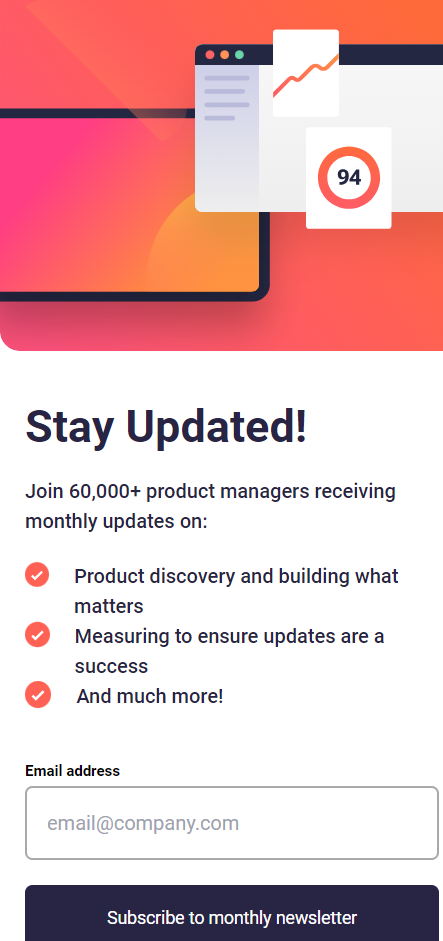 94
Stay Updated!
Join 60,000+ product managers receiving
monthly updates on:
Product discovery and building what
matters
Measuring to ensure updates are a
success
And much more!
Email address
email@company.com
Subscribe to monthly newsletter